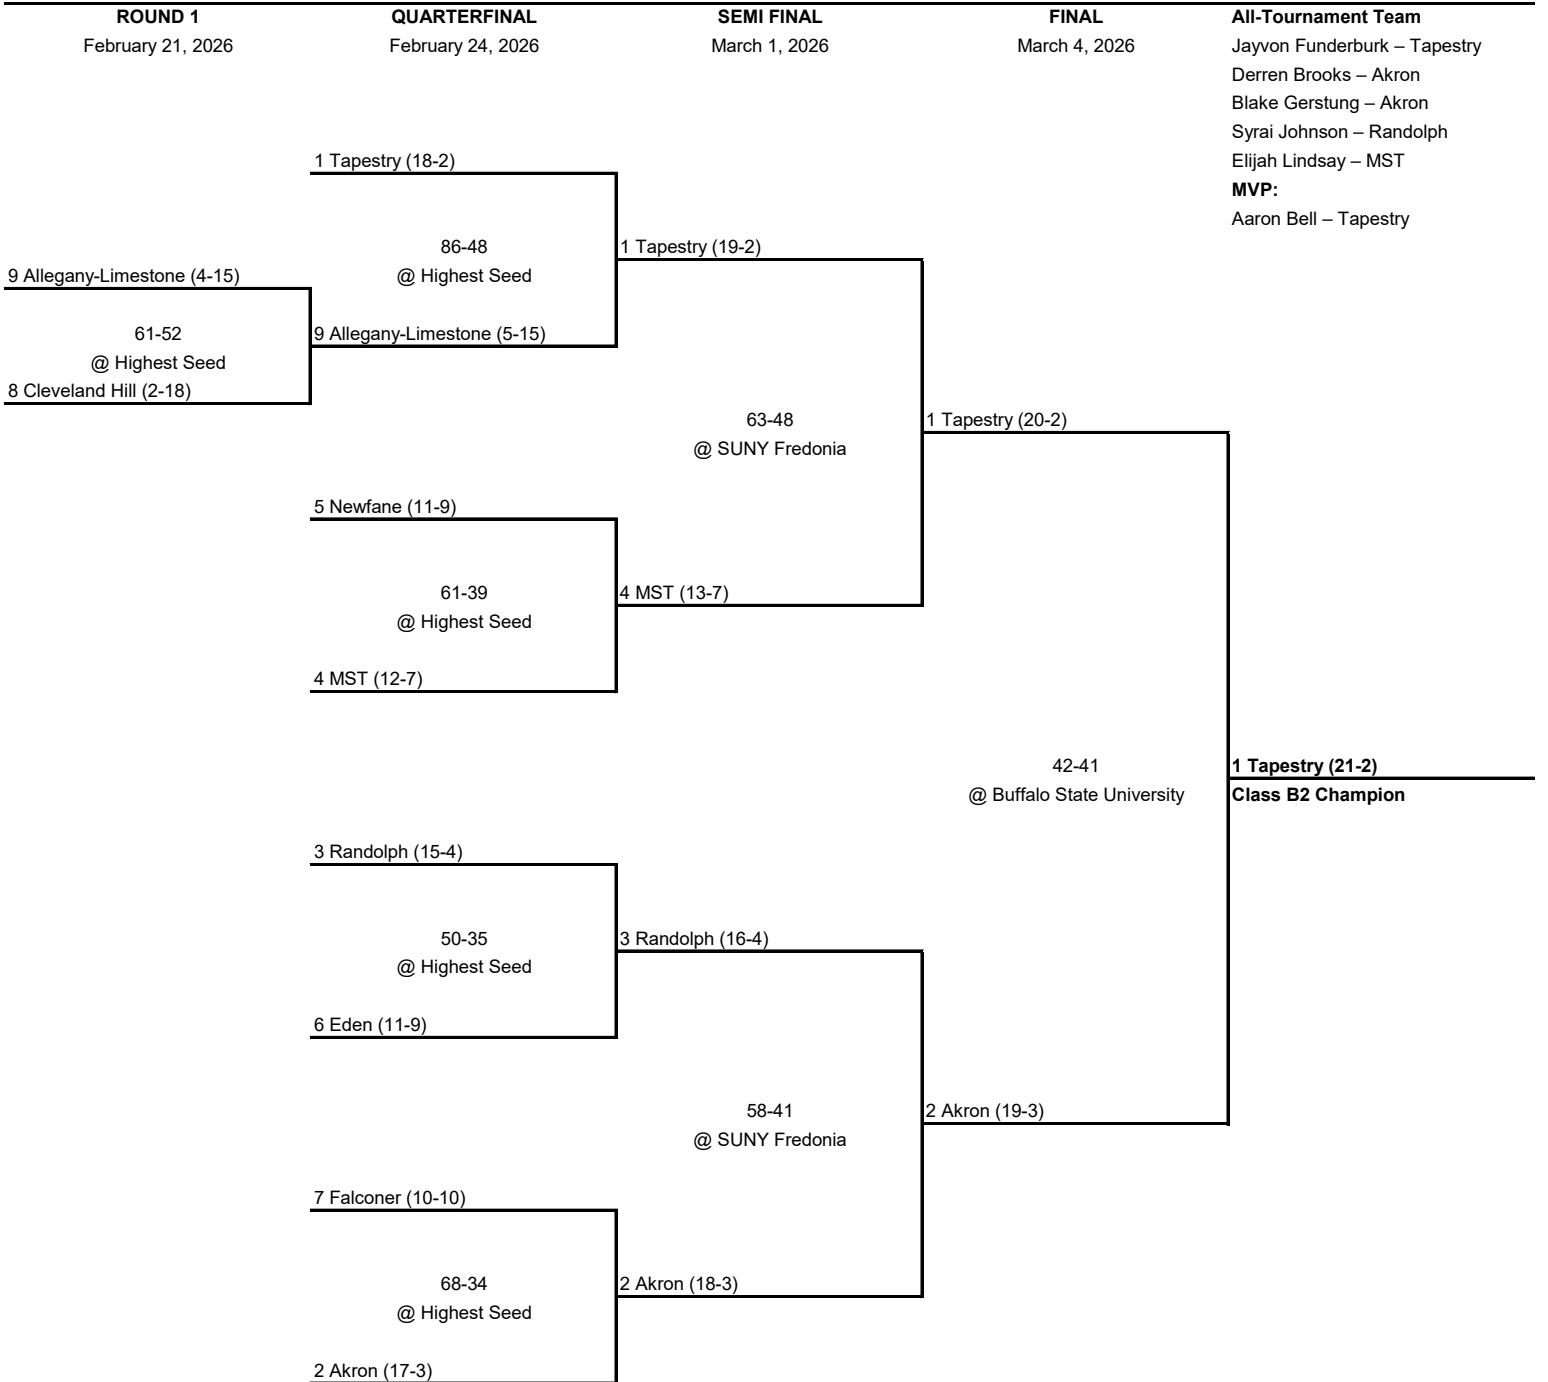 ROUND 1
February 21, 2026
QUARTERFINAL
February 24, 2026
SEMI FINAL
March 1, 2026
FINAL
March 4, 2026
All-Tournament Team
Jayvon Funderburk – Tapestry
Derren Brooks – Akron
Blake Gerstung – Akron
Syrai Johnson – Randolph
Elijah Lindsay – MST
MVP:
Aaron Bell – Tapestry
9 Allegany-Limestone (4-15)
61-52
@ Highest Seed
8 Cleveland Hill (2-18)
1 Tapestry (18-2)
86-48
@ Highest Seed
9 Allegany-Limestone (5-15)
5 Newfane (11-9)
61-39
@ Highest Seed
4 MST (12-7)
3 Randolph (15-4)
50-35
@ Highest Seed
6 Eden (11-9)
7 Falconer (10-10)
68-34
@ Highest Seed
2 Akron (17-3)
1 Tapestry (19-2)
63-48
@ SUNY Fredonia
4 MST (13-7)
3 Randolph (16-4)
58-41
@ SUNY Fredonia
2 Akron (18-3)
1 Tapestry (20-2)
42-41
@ Buffalo State University
2 Akron (19-3)
1 Tapestry (21-2)
Class B2 Champion